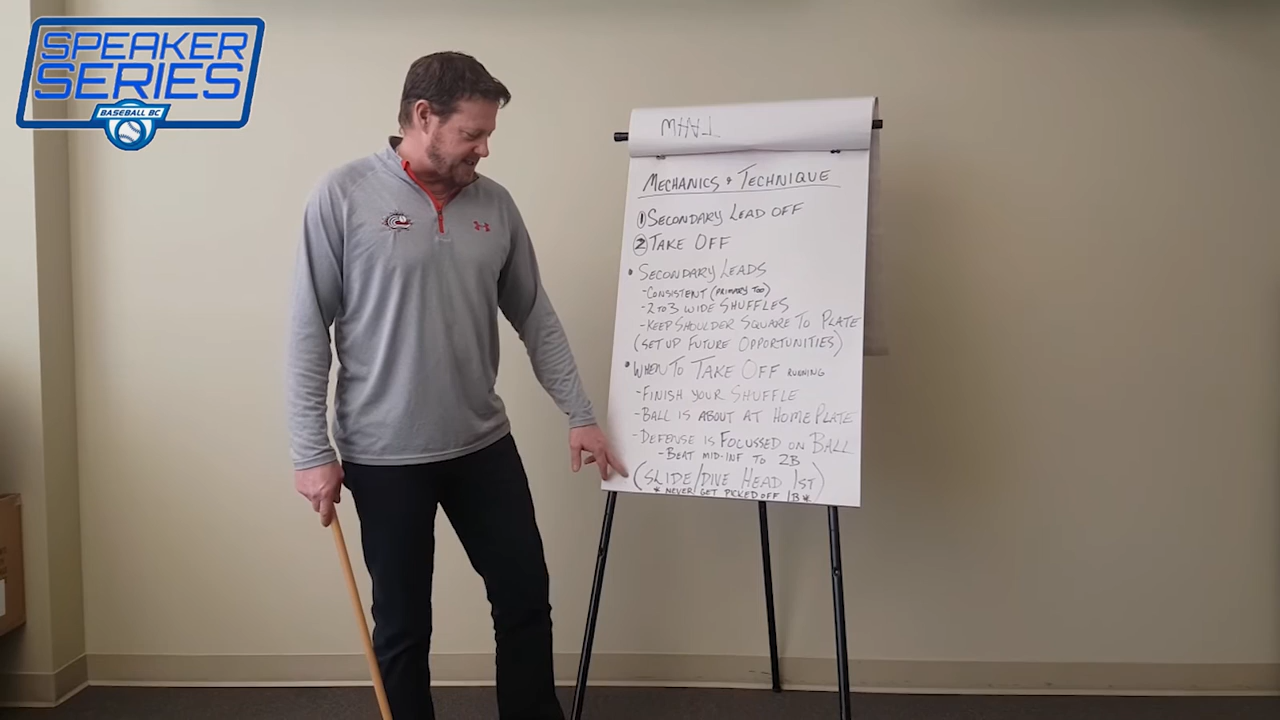 SPEAKER
SERIES
BASEBALL BC
WHAT
MECHANICS + TECHNIQUE
① SECONDARY LEAD OFF
② TAKE OFF
• SECONDARY LEADS
- CONSISTENT (PRIMARY TOO)
- 2 TO 3 WIDE SHUFFLES
- KEEP SHOULDER SQUARE TO PLATE
(SET UP FUTURE OPPORTUNITIES)
• WHEN TO TAKE OFF RUNNING
- FINISH YOUR SHUFFLE
- BALL IS ABOUT AT HOME PLATE
- DEFENSE IS FOCUSSED ON BALL
- BEAT MID-INF TO 2B
(SLIDE/DIVE HEAD 1ST)
* NEVER GET PICKED OFF 1B *